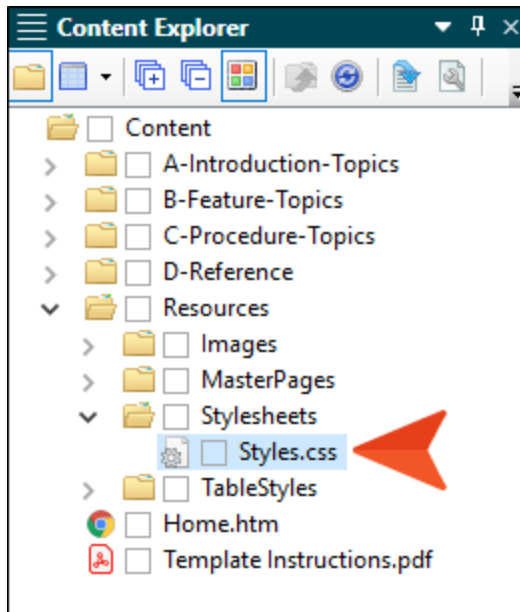 Content Explorer
Content
A-Introduction-Topics
B-Feature-Topics
C-Procedure-Topics
D-Reference
Resources
Images
MasterPages
Stylesheets
Styles.css
TableStyles
Home.htm
Template Instructions.pdf